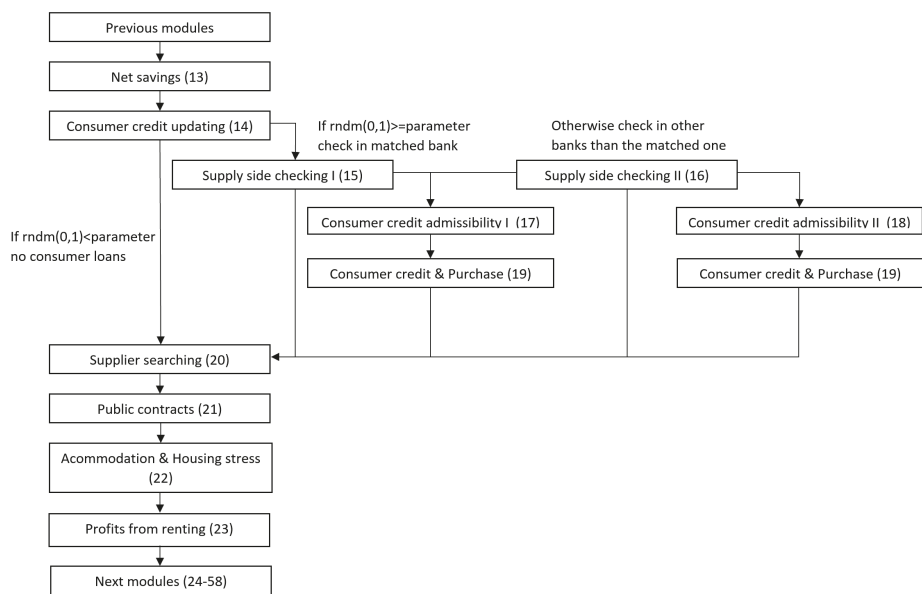 Previous modules
Net savings (13)
Consumer credit updating (14)
If rndm(0,1)>=parameter
check in matched bank
Otherwise check in other
banks than the matched one
Supply side checking I (15)
Supply side checking II (16)
Consumer credit admissibility I (17)
Consumer credit admissibility II (18)
If rndm(0,1)<parameter
no consumer loans
Consumer credit & Purchase (19)
Consumer credit & Purchase (19)
Supplier searching (20)
Public contracts (21)
Acommodation & Housing stress
(22)
Profits from renting (23)
Next modules (24-58)